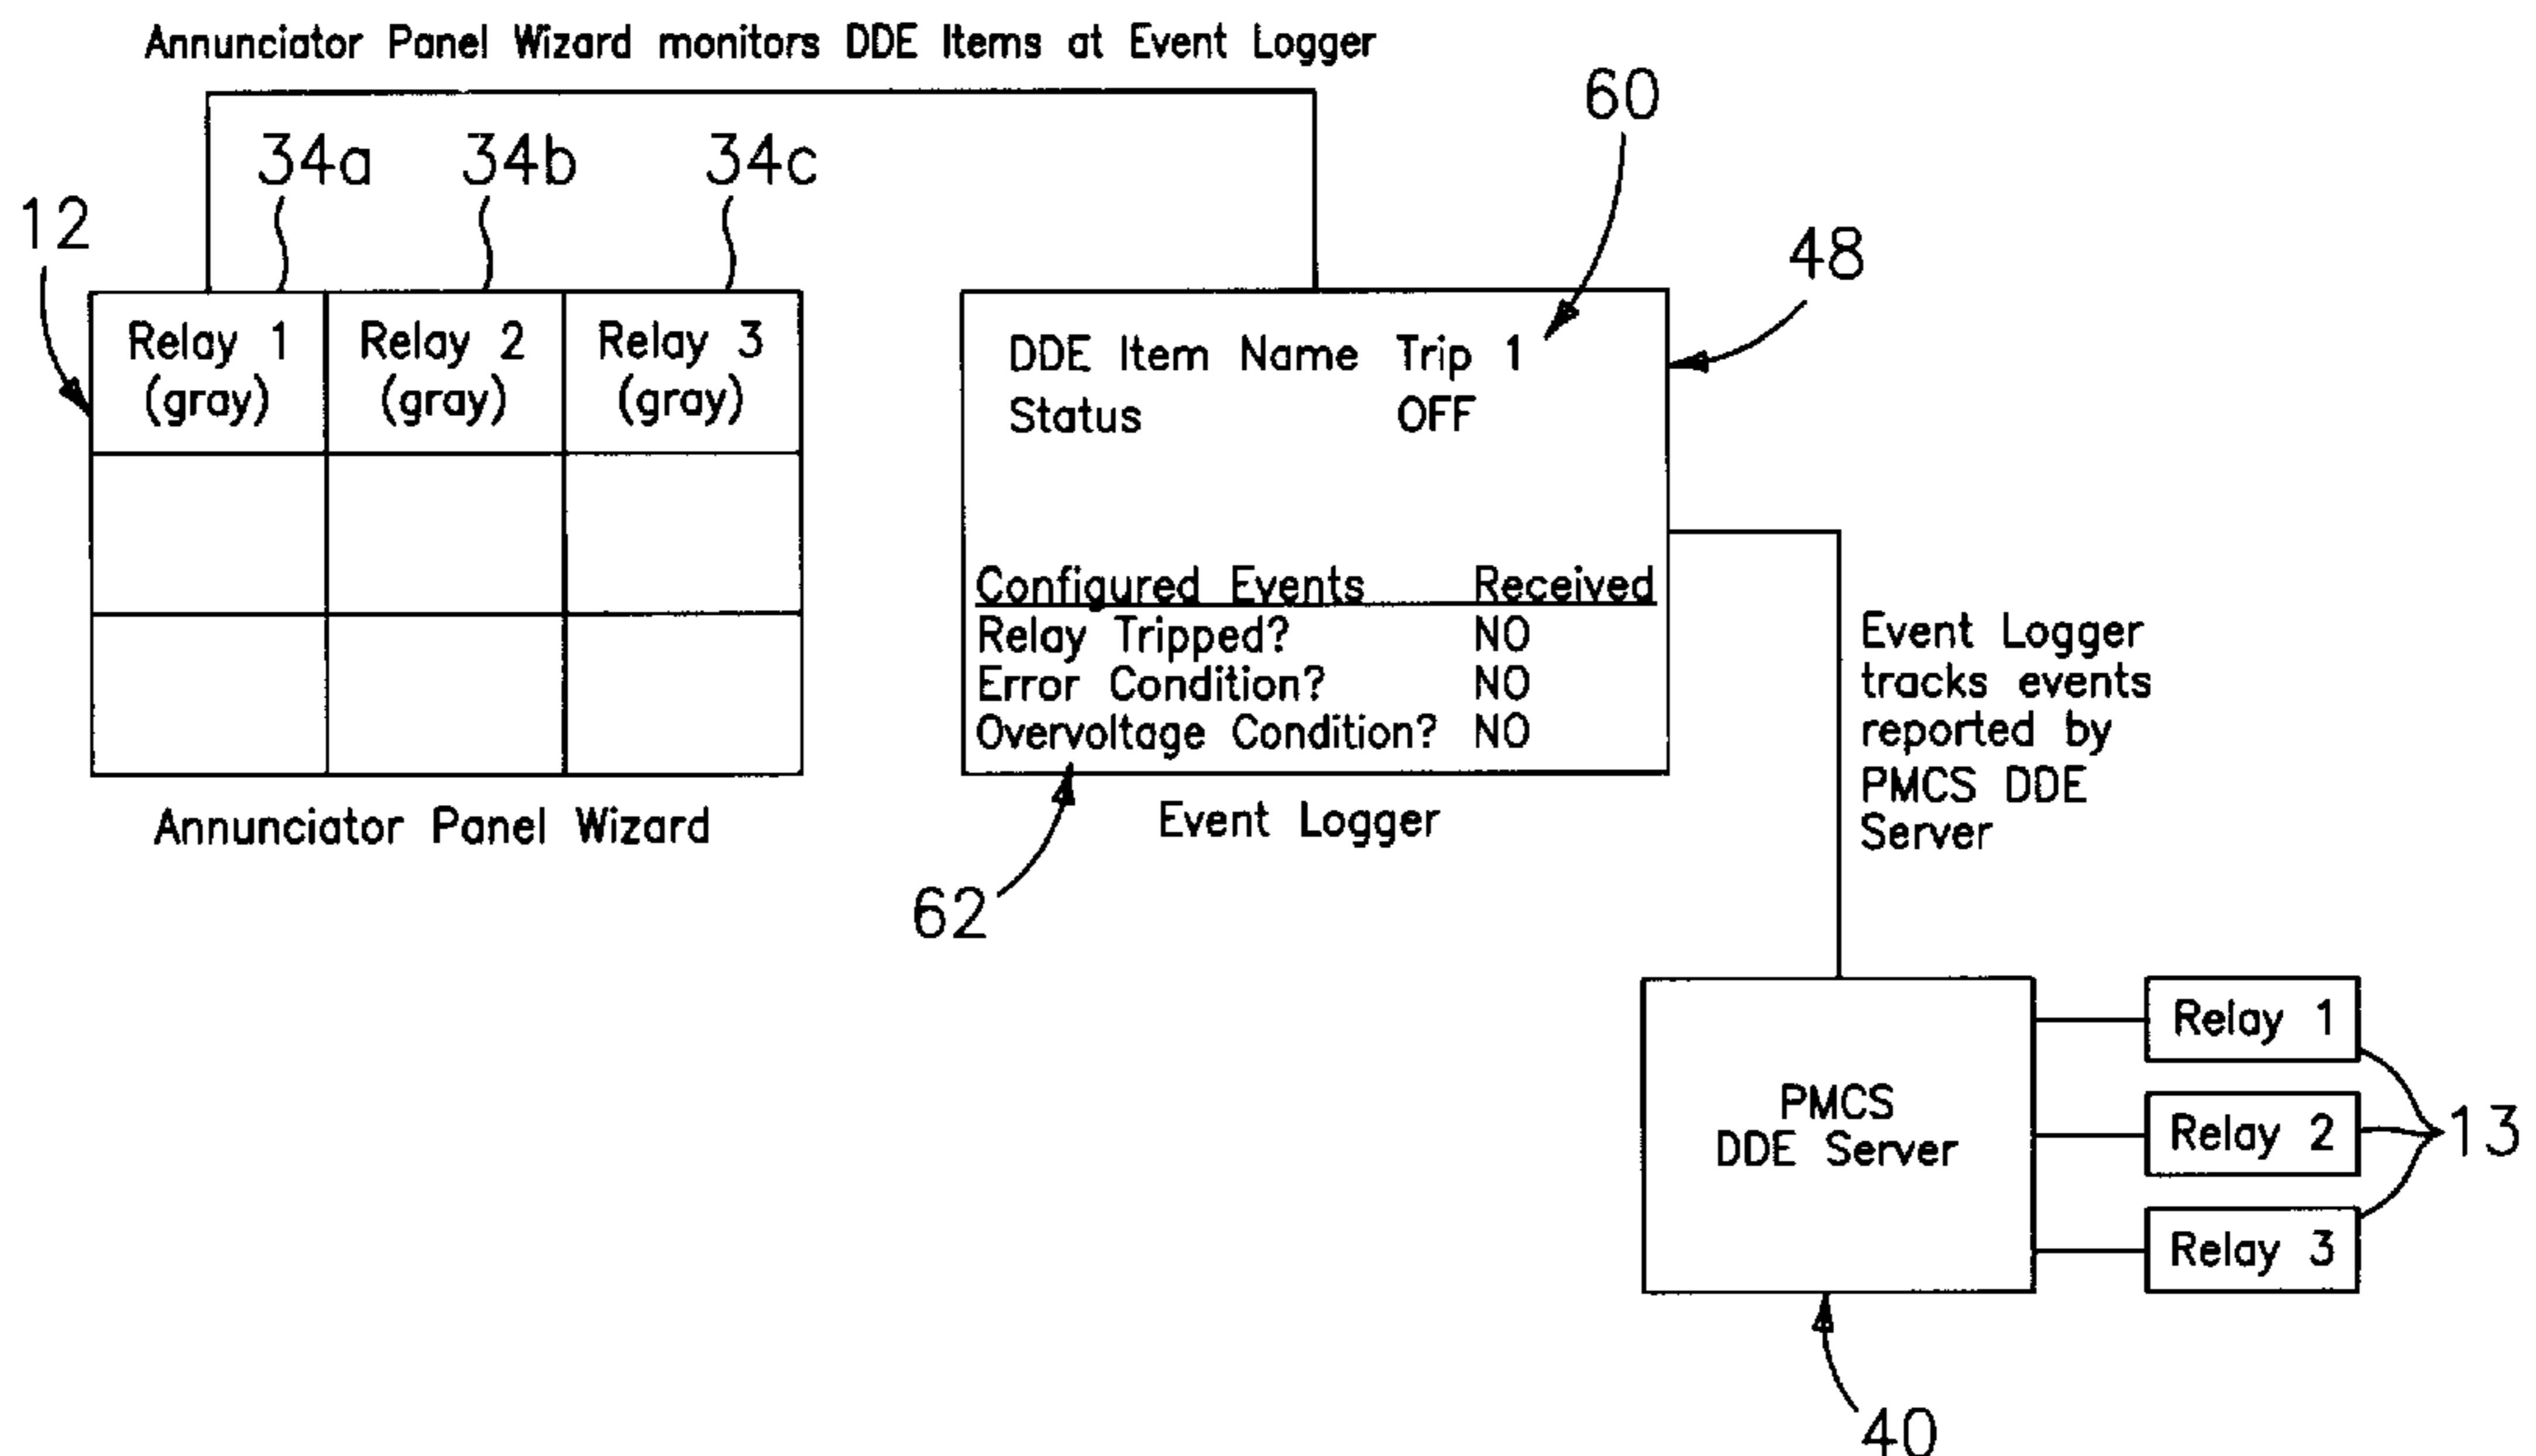 Annunciator Panel Wizard monitors DDE Items at Event Logger
60
34a 34b 34c
12
48
Relay 1
(gray)
Relay 2
(gray)
Relay 3
(gray)
Annunciator Panel Wizard
DDE Item Name Trip 1
Status OFF
Configured Events Received
Relay Tripped? NO
Error Condition? NO
Overvoltage Condition? NO
Event Logger
62
Event Logger
tracks events
reported by
PMCS DDE
Server
PMCS
DDE Server
Relay 1
Relay 2
Relay 3
13
40